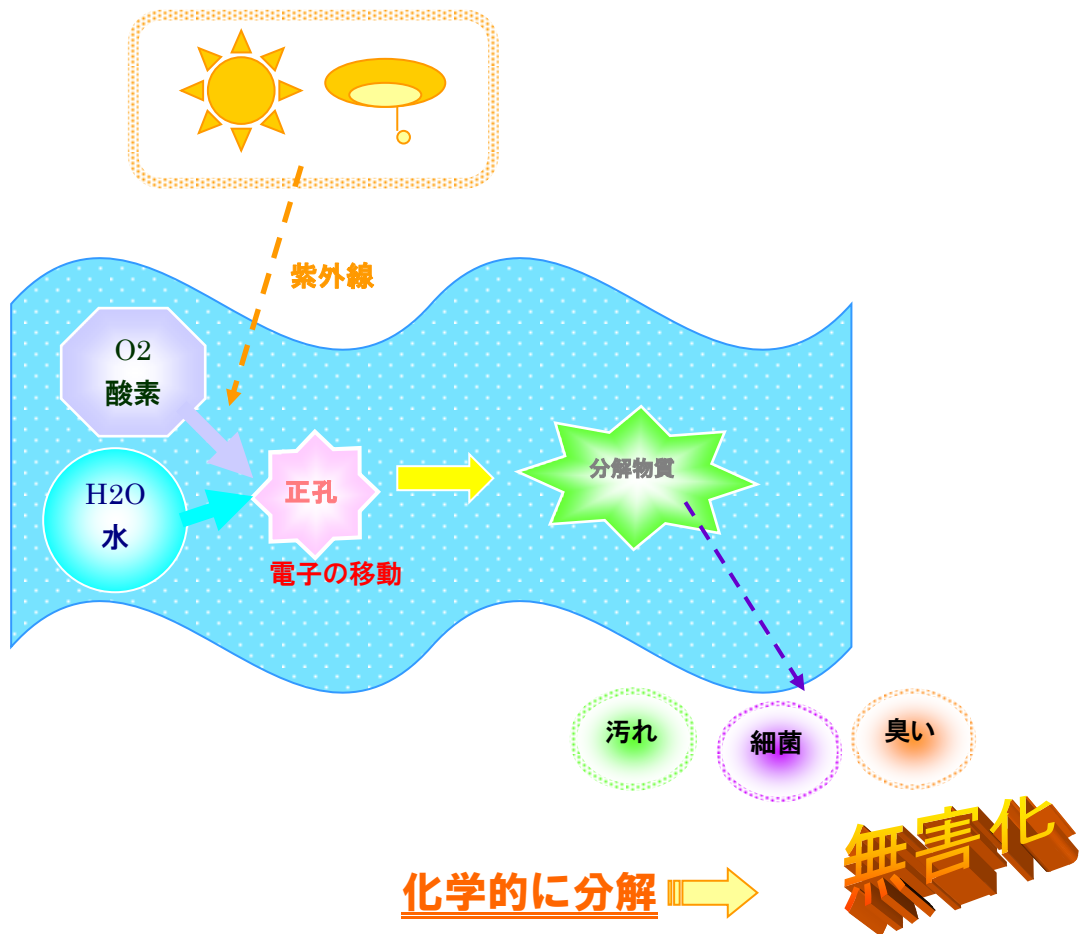 紫外線
O2
酸素
H2O
水
正孔
電子の移動
分解物質
汚れ
細菌
臭い
化学的に分解
無害化